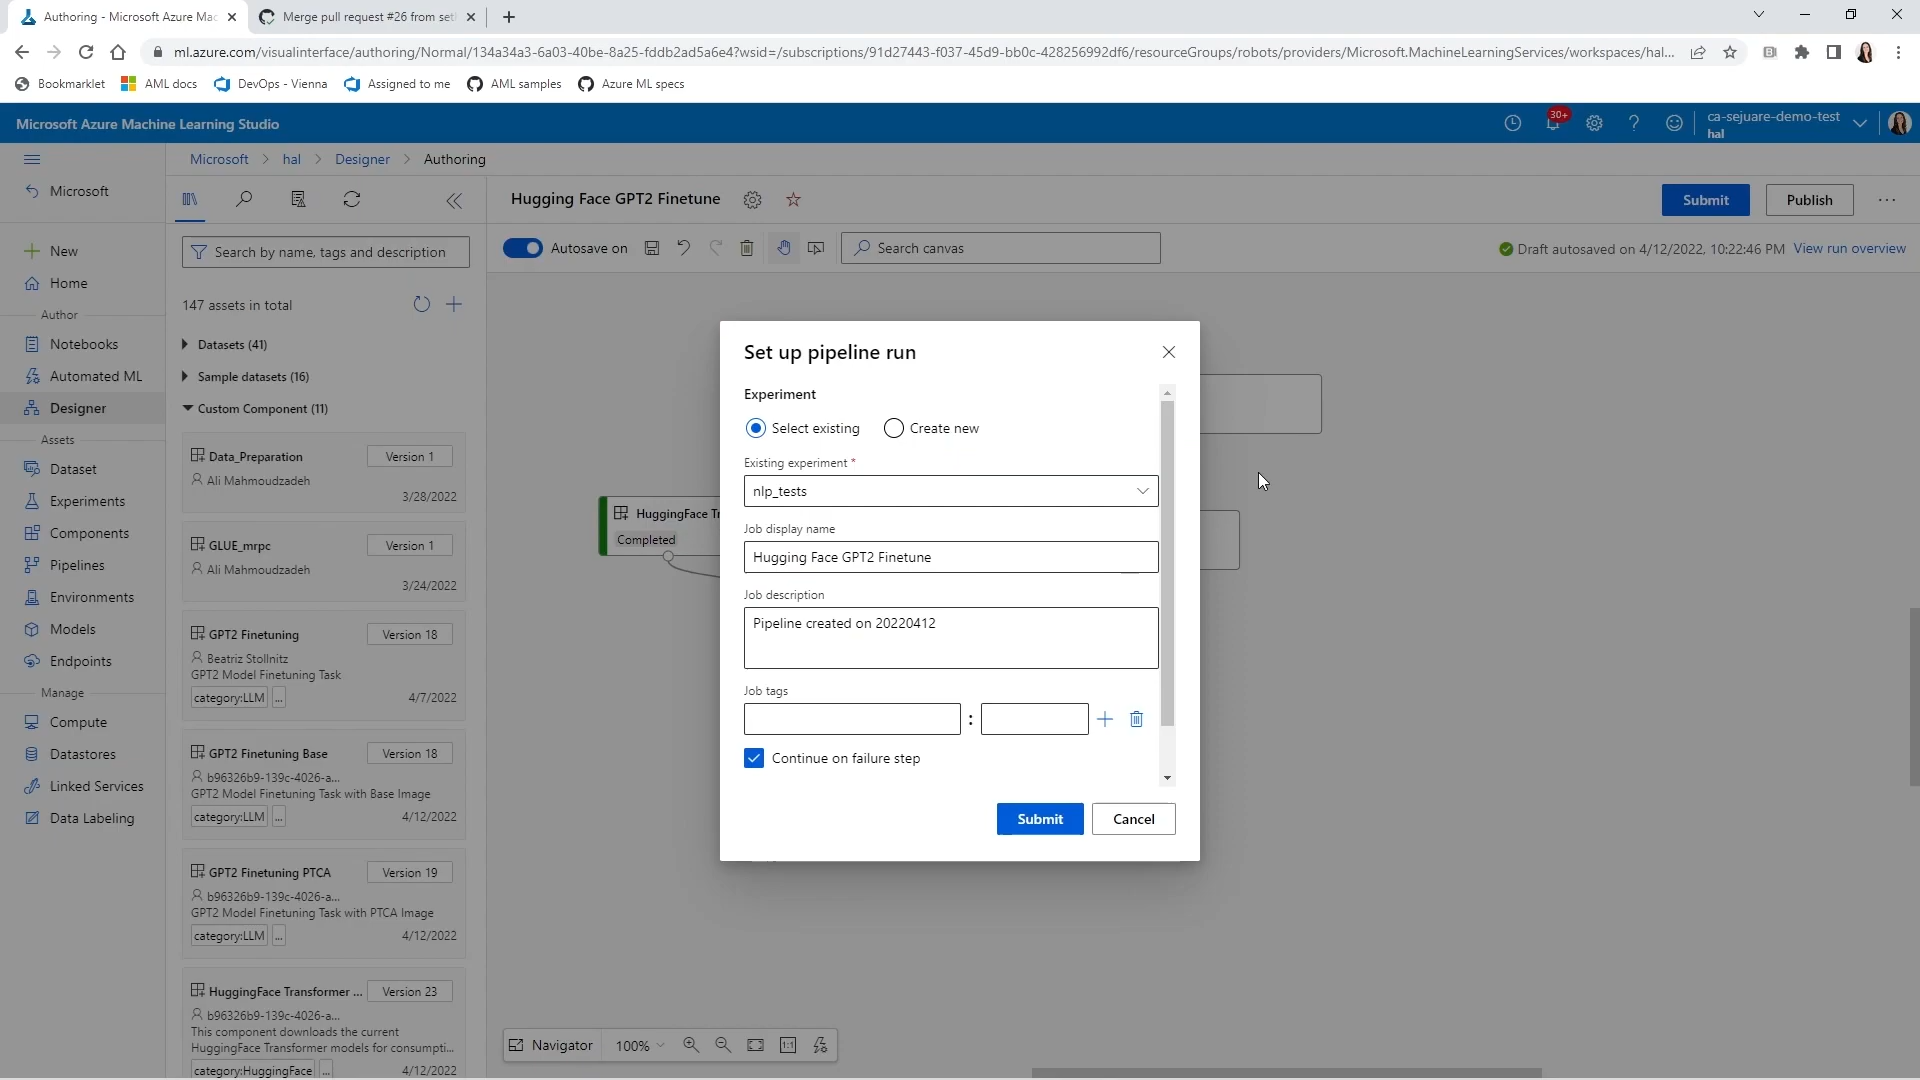 Authoring - Microsoft Azure Mac
Merge pull request #26 from set
ml.azure.com/visualinterface/authoring/Normal/134a34a3-6a03-40be-8a25-fddb2ad5a6e4?wsid=/subscriptions/91d27443-f037-45d9-bb0c-428256992df6/resourceGroups/robots/providers/Microsoft.MachineLearningServices/workspaces/hal...
Bookmarklet
AML docs
DevOps - Vienna
Assigned to me
AML samples
Azure ML specs
Microsoft Azure Machine Learning Studio
30+
ca-sejuare-demo-test
hal
Microsoft
New
Home
Author
Notebooks
Automated ML
Designer
Assets
Dataset
Experiments
Components
Pipelines
Environments
Models
Endpoints
Manage
Compute
Datastores
Linked Services
Data Labeling
Microsoft > hal > Designer > Authoring
Search by name, tags and description
147 assets in total
Datasets (41)
Sample datasets (16)
Custom Component (11)
Data_Preparation
Version 1
Ali Mahmoudzadeh
3/28/2022
GLUE_mrpc
Version 1
Ali Mahmoudzadeh
3/24/2022
GPT2 Finetuning
Version 18
Beatriz Stollnitz
GPT2 Model Finetuning Task
category:LLM
...
4/7/2022
GPT2 Finetuning Base
Version 18
b96326b9-139c-4026-a...
GPT2 Model Finetuning Task with Base Image
category:LLM
...
4/12/2022
GPT2 Finetuning PTCA
Version 19
b96326b9-139c-4026-a...
GPT2 Model Finetuning Task with PTCA Image
category:LLM
...
4/12/2022
HuggingFace Transformer ...
Version 23
b96326b9-139c-4026-a...
This component downloads the current
HuggingFace Transformer models for consumpti...
category:HuggingFace
...
4/12/2022
Hugging Face GPT2 Finetune
Submit
Publish
Autosave on
Search canvas
Draft autosaved on 4/12/2022, 10:22:46 PM
View run overview
HuggingFace Tr
Completed
Set up pipeline run
Experiment
Select existing
Create new
Existing experiment *
nlp_tests
Job display name
Hugging Face GPT2 Finetune
Job description
Pipeline created on 20220412
Job tags
:
Continue on failure step
Submit
Cancel
Navigator
100%
1:1